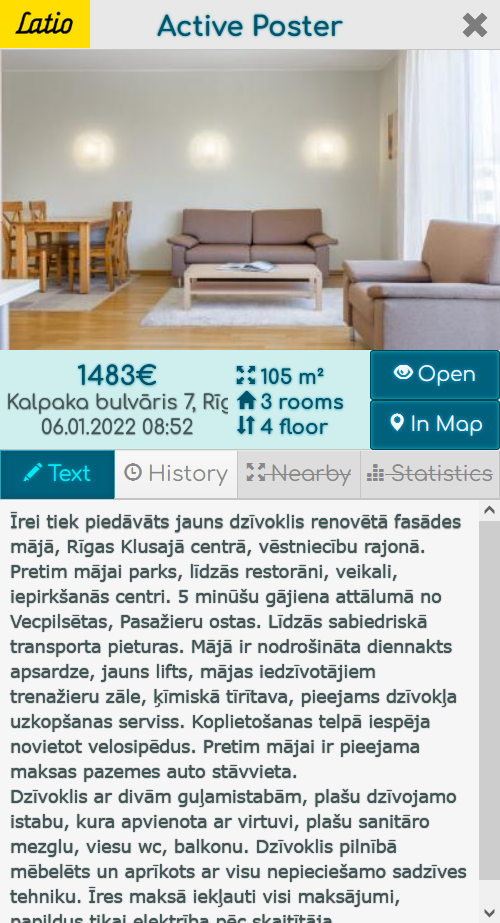 Latio
Active Poster
1483€
Kalpaka bulvāris 7, Rīg
06.01.2022 08:52
105 m²
3 rooms
4 floor
Open
In Map
Text
History
Nearby
Statistics
Īrei tiek piedāvāts jauns dzīvoklis renovētā fasādes
mājā, Rīgas Klusajā centrā, vēstniecību rajonā.
Pretim mājai parks, līdzās restorāni, veikali,
iepirkšanās centri. 5 minūšu gājiena attālumā no
Vecpilsētas, Pasažieru ostas. Līdzās sabiedriskā
transporta pieturas. Mājā ir nodrošināta diennakts
apsardze, jauns lifts, mājas iedzīvotājiem
trenažieru zāle, ķīmiskā tīrītava, pieejams dzīvokļa
uzkopšanas serviss. Koplietošanas telpā iespēja
novietot velosipēdus. Pretim mājai ir pieejama
maksas pazemes auto stāvvieta.
Dzīvoklis ar divām guļamistabām, plašu dzīvojamo
istabu, kura apvienota ar virtuvi, plašu sanitāro
mezglu, viesu wc, balkonu. Dzīvoklis pilnībā
mēbelēts un aprīkots ar visu nepieciešamo sadzīves
tehniku. Īres maksā iekļauti visi maksājumi,
papildus tikai elektrība pēc skaitītāja